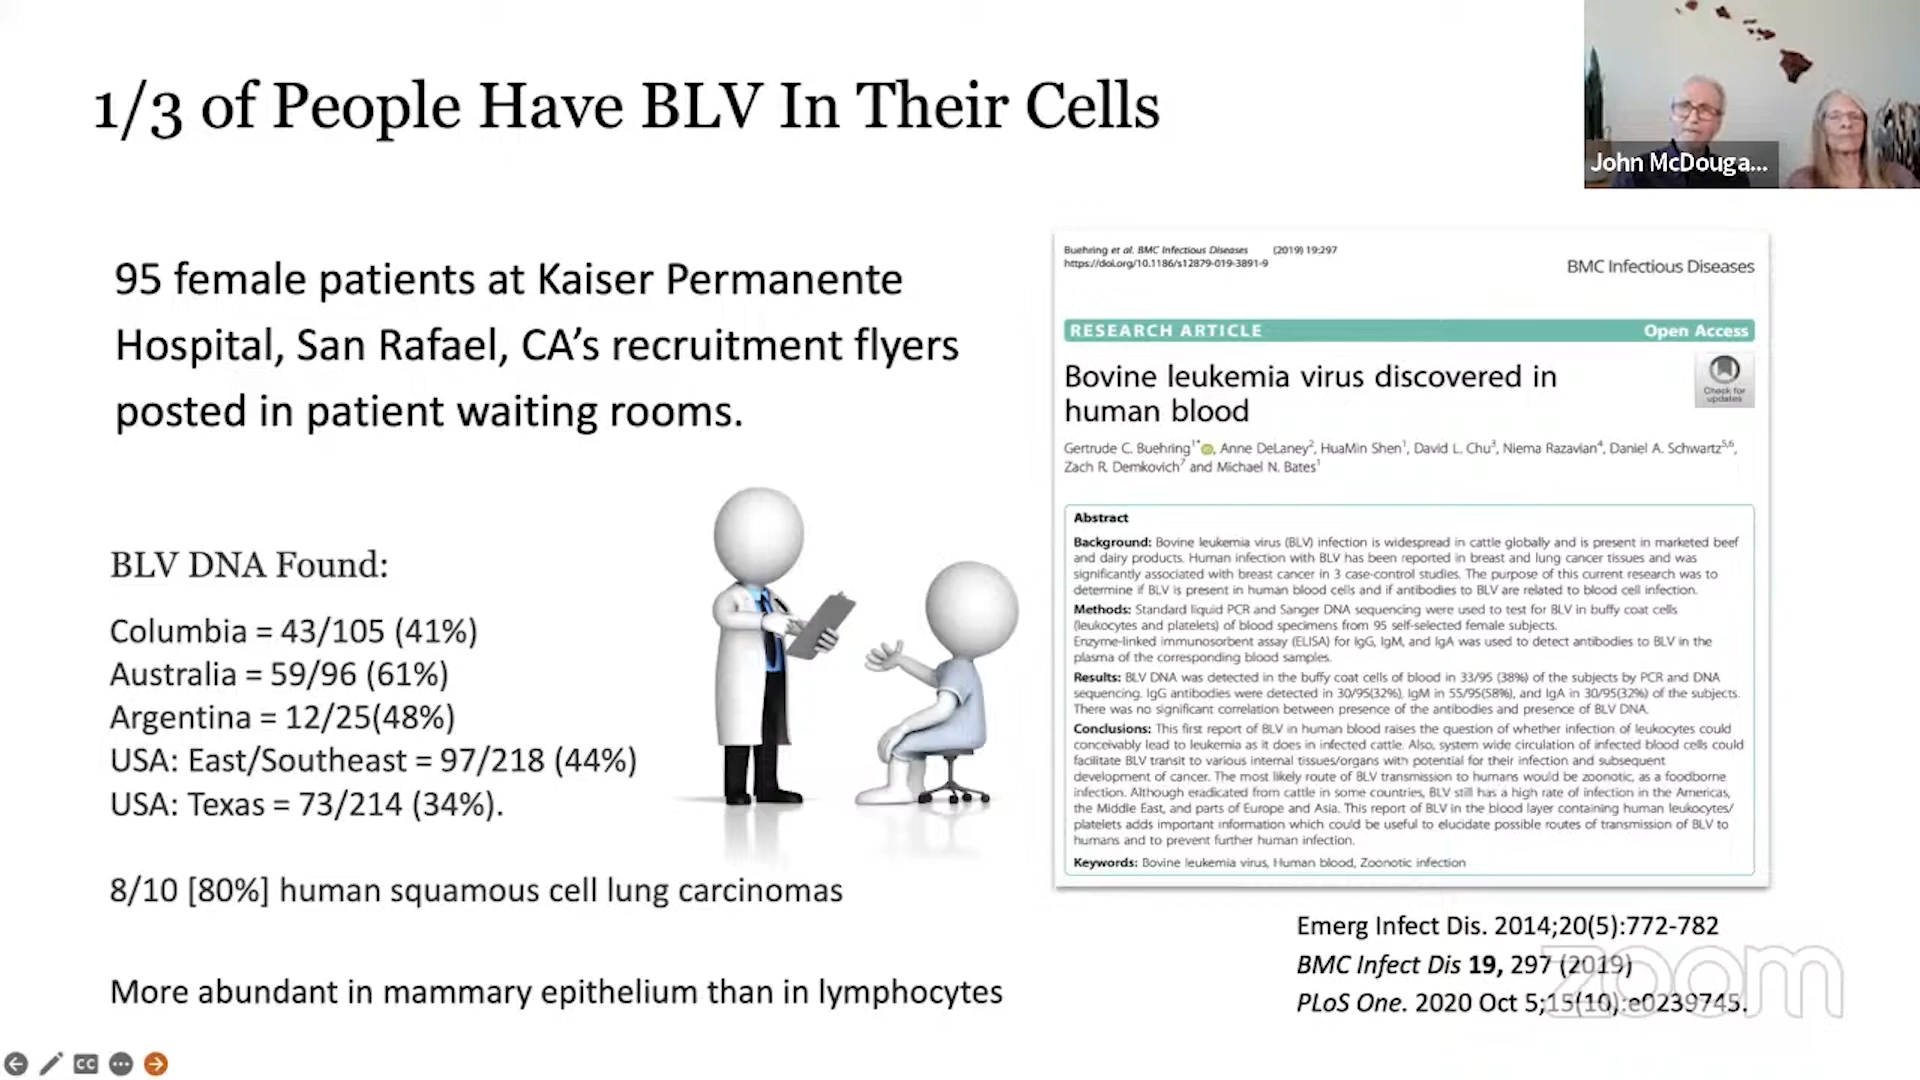 1/3 of People Have BLV In Their Cells
John McDouga...
95 female patients at Kaiser Permanente
Hospital, San Rafael, CA’s recruitment flyers
posted in patient waiting rooms.
BLV DNA Found:
Columbia = 43/105 (41%)
Australia = 59/96 (61%)
Argentina = 12/25(48%)
USA: East/Southeast = 97/218 (44%)
USA: Texas = 73/214 (34%).
8/10 [80%] human squamous cell lung carcinomas
More abundant in mammary epithelium than in lymphocytes
Buehring et al. BMC Infectious Diseases (2019) 19:297
https://doi.org/10.1186/s12879-019-3891-9
BMC Infectious Diseases
RESEARCH ARTICLE Open Access
Bovine leukemia virus discovered in
human blood
Check for
updates
Gertrude C. Buehring1*, Anne DeLaney2, HuaMin Shen1, David L. Chu3, Niema Razavian4, Daniel A. Schwartz5,6,
Zach R. Demkovich7 and Michael N. Bates1
Abstract
Background: Bovine leukemia virus (BLV) infection is widespread in cattle globally and is present in marketed beef
and dairy products. Human infection with BLV has been reported in breast and lung cancer tissues and was
significantly associated with breast cancer in 3 case-control studies. The purpose of this current research was to
determine if BLV is present in human blood cells and if antibodies to BLV are related to blood cell infection.
Methods: Standard liquid PCR and Sanger DNA sequencing were used to test for BLV in buffy coat cells
(leukocytes and platelets) of blood specimens from 95 self-selected female subjects.
Enzyme-linked immunosorbent assay (ELISA) for IgG, IgM, and IgA was used to detect antibodies to BLV in the
plasma of the corresponding blood samples.
Results: BLV DNA was detected in the buffy coat cells of blood in 33/95 (38%) of the subjects by PCR and DNA
sequencing. IgG antibodies were detected in 30/95(32%), IgM in 55/95(58%), and IgA in 30/95(32%) of the subjects.
There was no significant correlation between presence of the antibodies and presence of BLV DNA.
Conclusions: This first report of BLV in human blood raises the question of whether infection of leukocytes could
conceivably lead to leukemia as it does in infected cattle. Also, system wide circulation of infected blood cells could
facilitate BLV transit to various internal tissues/organs with potential for their infection and subsequent
development of cancer. The most likely route of BLV transmission to humans would be zoonotic, as a foodborne
infection. Although eradicated from cattle in some countries, BLV still has a high rate of infection in the Americas,
the Middle East, and parts of Europe and Asia. This report of BLV in the blood layer containing human leukocytes/
platelets adds important information which could be useful to elucidate possible routes of transmission of BLV to
humans and to prevent further human infection.
Keywords: Bovine leukemia virus, Human blood, Zoonotic infection
Emerg Infect Dis. 2014;20(5):772-782
BMC Infect Dis 19, 297 (2019)
PLoS One. 2020 Oct 5;15(10):e0239745.
zoom
CC